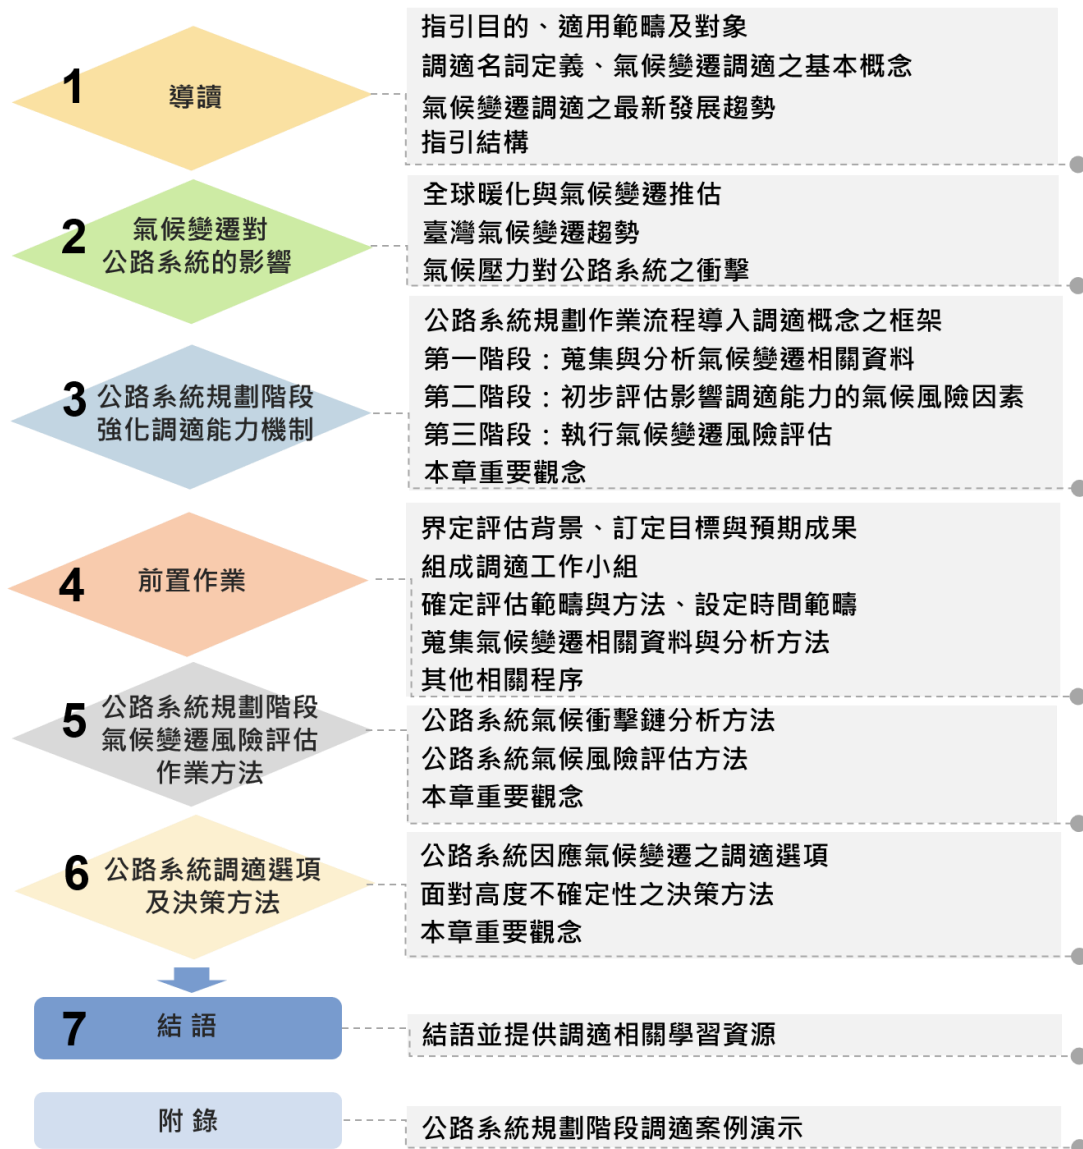 1
導讀
指引目的、適用範疇及對象
調適名詞定義、氣候變遷調適之基本概念
氣候變遷調適之最新發展趨勢
指引結構
2
氣候變遷對
公路系統的影響
全球暖化與氣候變遷推估
臺灣氣候變遷趨勢
氣候壓力對公路系統之衝擊
3
公路系統規劃階段
強化調適能力機制
公路系統規劃作業流程導入調適概念之框架
第一階段：蒐集與分析氣候變遷相關資料
第二階段：初步評估影響調適能力的氣候風險因素
第三階段：執行氣候變遷風險評估
本章重要觀念
4
前置作業
界定評估背景、訂定目標與預期成果
組成調適工作小組
確定評估範疇與方法、設定時間範疇
蒐集氣候變遷相關資料與分析方法
其他相關程序
5
公路系統規劃階段
氣候變遷風險評估
作業方法
公路系統氣候衝擊鏈分析方法
公路系統氣候風險評估方法
本章重要觀念
6
公路系統調適選項
及決策方法
公路系統因應氣候變遷之調適選項
面對高度不確定性之決策方法
本章重要觀念
7
結語
結語並提供調適相關學習資源
附錄
公路系統規劃階段調適案例演示